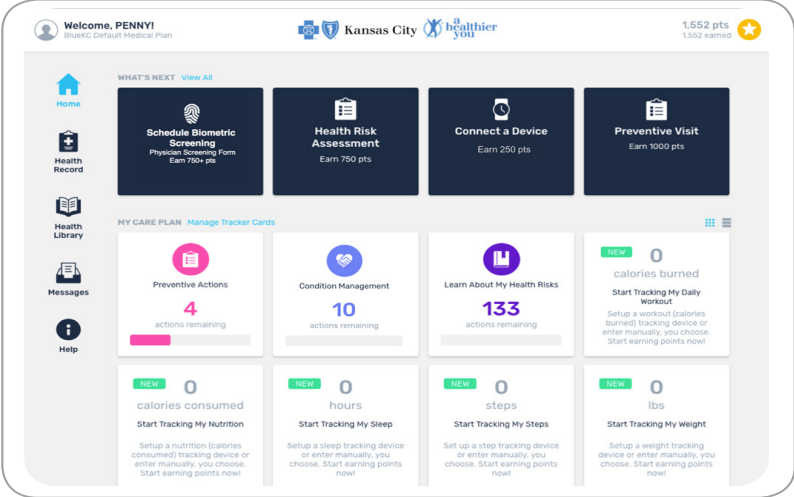 Welcome, PENNY!
BlueKC Default Medical Plan
Kansas City
a
healthier
you
1,552 pts
1,552 earned
Home
Health
Record
Health
Library
Messages
Help
WHAT'S NEXT View All
Schedule Biometric
Screening
Physician Screening Form
Earn 750+ pts
Health Risk
Assessment
Earn 750 pts
Connect a Device
Earn 250 pts
Preventive Visit
Earn 1000 pts
MY CARE PLAN Manage Tracker Cards
Preventive Actions
4
actions remaining
Condition Management
10
actions remaining
Learn About My Health Risks
133
actions remaining
NEW
0
calories burned
Start Tracking My Daily
Workout
Setup a workout (calories
burned) tracking device or
enter manually, you choose.
Start earning points now!
NEW
0
calories consumed
Start Tracking My Nutrition
Setup a nutrition (calories
consumed) tracking device or
enter manually, you choose.
Start earning points now!
NEW
0
hours
Start Tracking My Sleep
Setup a sleep tracking device
or enter manually, you
choose. Start earning points
now!
NEW
0
steps
Start Tracking My Steps
Set up a step tracking device
or enter manually, you
choose. Start earning points
now!
NEW
0
lbs
Start Tracking My Weight
Setup a weight tracking
device or enter manually, you
choose. Start earning points
now!